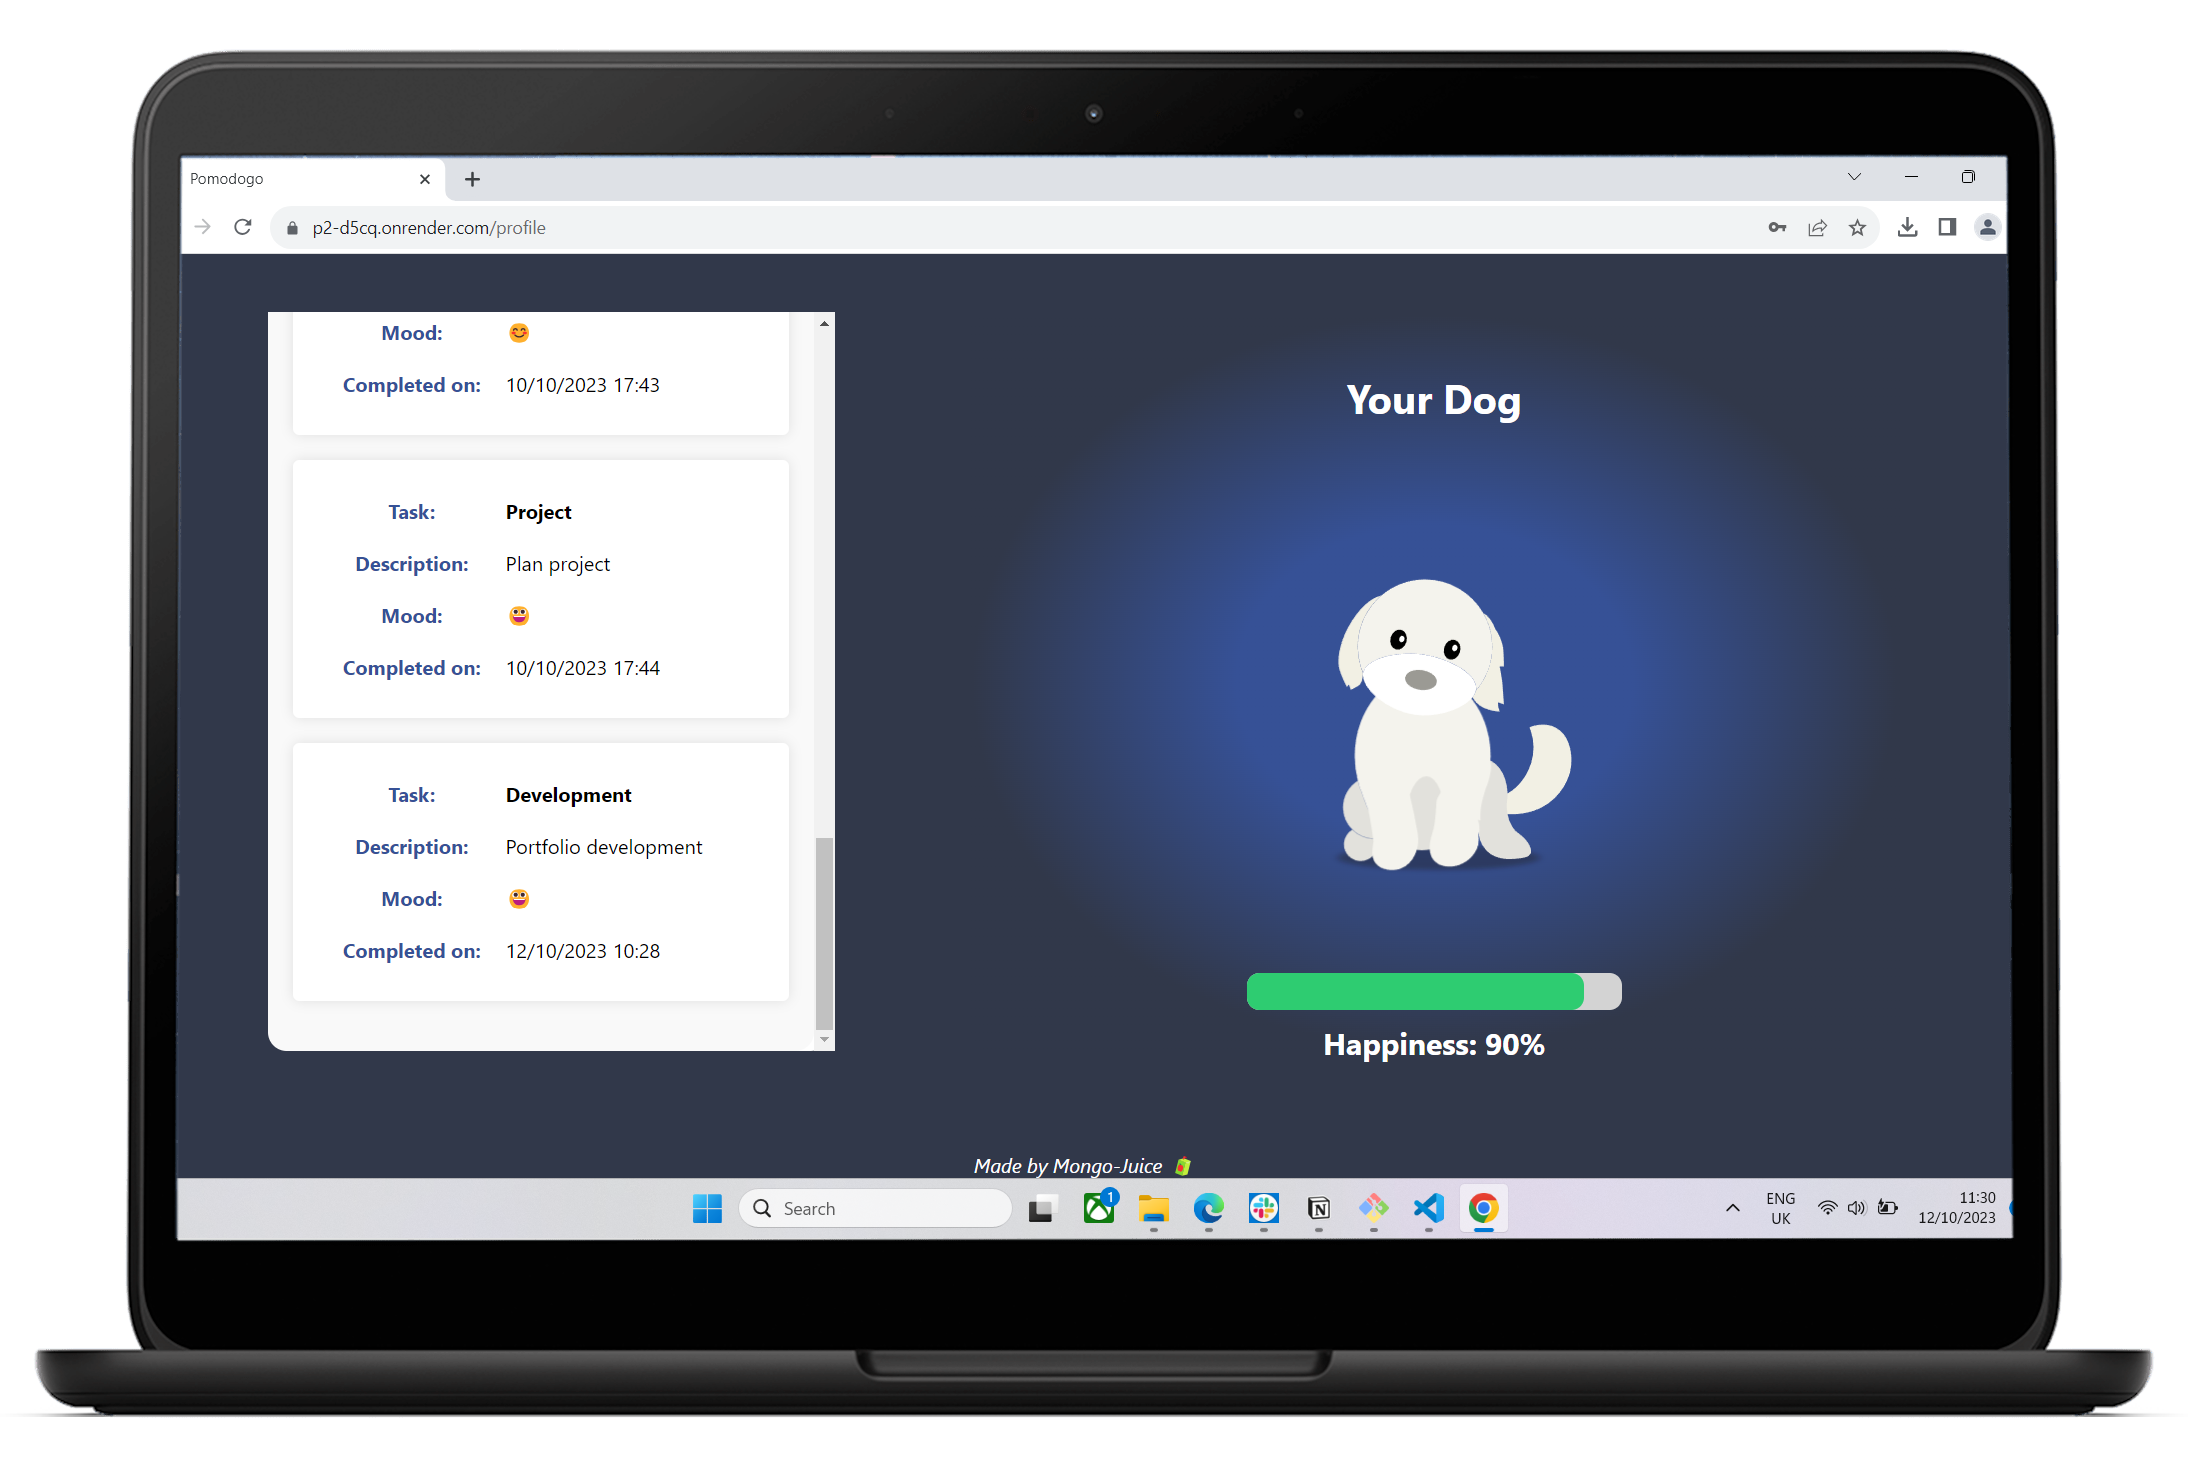 Pomodogo
p2-d5cq.onrender.com/profile
Mood: 😊
Completed on: 10/10/2023 17:43
Task: Project
Description: Plan project
Mood: 😀
Completed on: 10/10/2023 17:44
Task: Development
Description: Portfolio development
Mood: 😀
Completed on: 12/10/2023 10:28
Your Dog
Happiness: 90%
Made by Mongo-Juice 🧃
Search
1
N
ENG
UK
11:30
12/10/2023